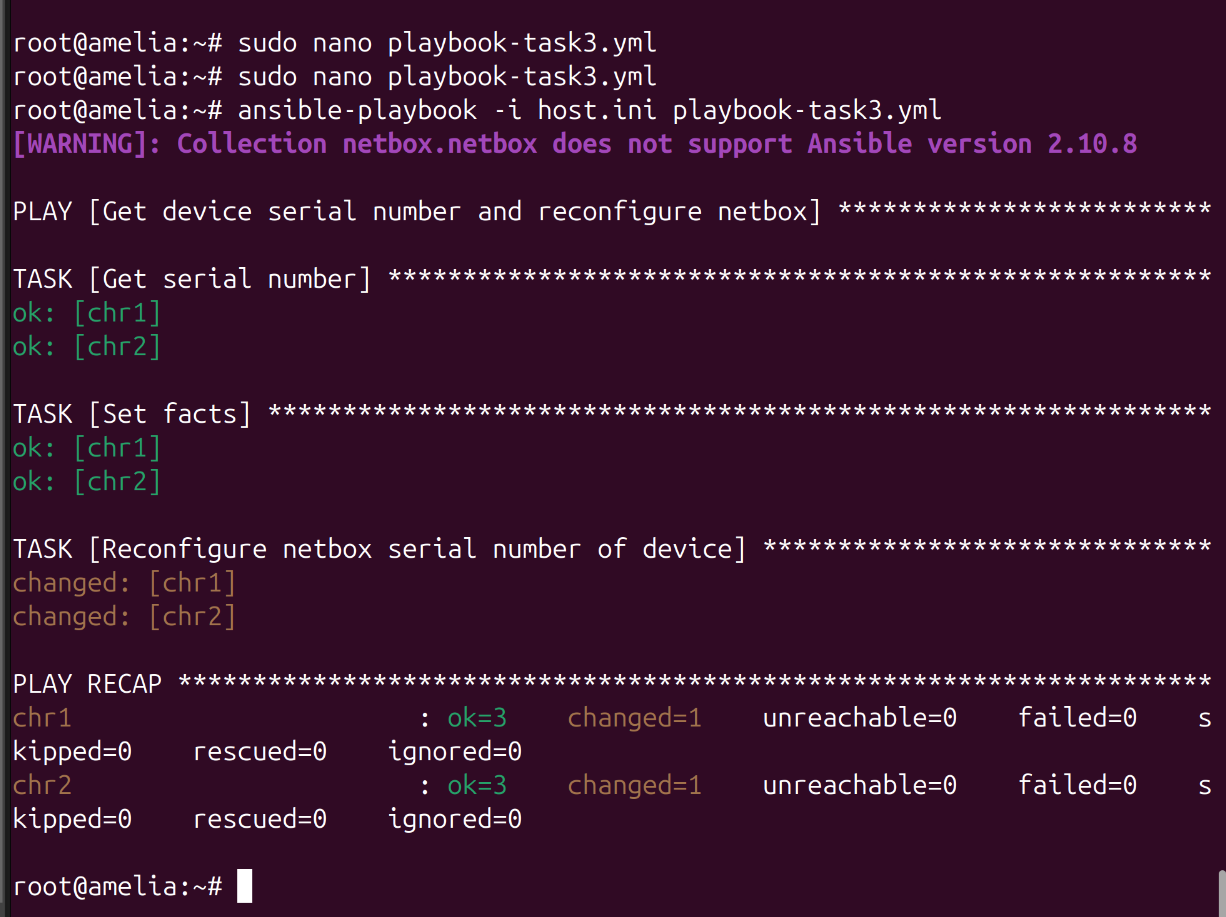 root@amelia:~# sudo nano playbook-task3.yml
root@amelia:~# sudo nano playbook-task3.yml
root@amelia:~# ansible-playbook -i host.ini playbook-task3.yml
[WARNING]: Collection netbox.netbox does not support Ansible version 2.10.8
PLAY [Get device serial number and reconfigure netbox] *************************
TASK [Get serial number] *******************************************************
ok: [chr1]
ok: [chr2]
TASK [Set facts] ***************************************************************
ok: [chr1]
ok: [chr2]
TASK [Reconfigure netbox serial number of device] ******************************
changed: [chr1]
changed: [chr2]
PLAY RECAP *********************************************************************
chr1                       : ok=3    changed=1    unreachable=0    failed=0    s
kipped=0    rescued=0    ignored=0
chr2                       : ok=3    changed=1    unreachable=0    failed=0    s
kipped=0    rescued=0    ignored=0
root@amelia:~#